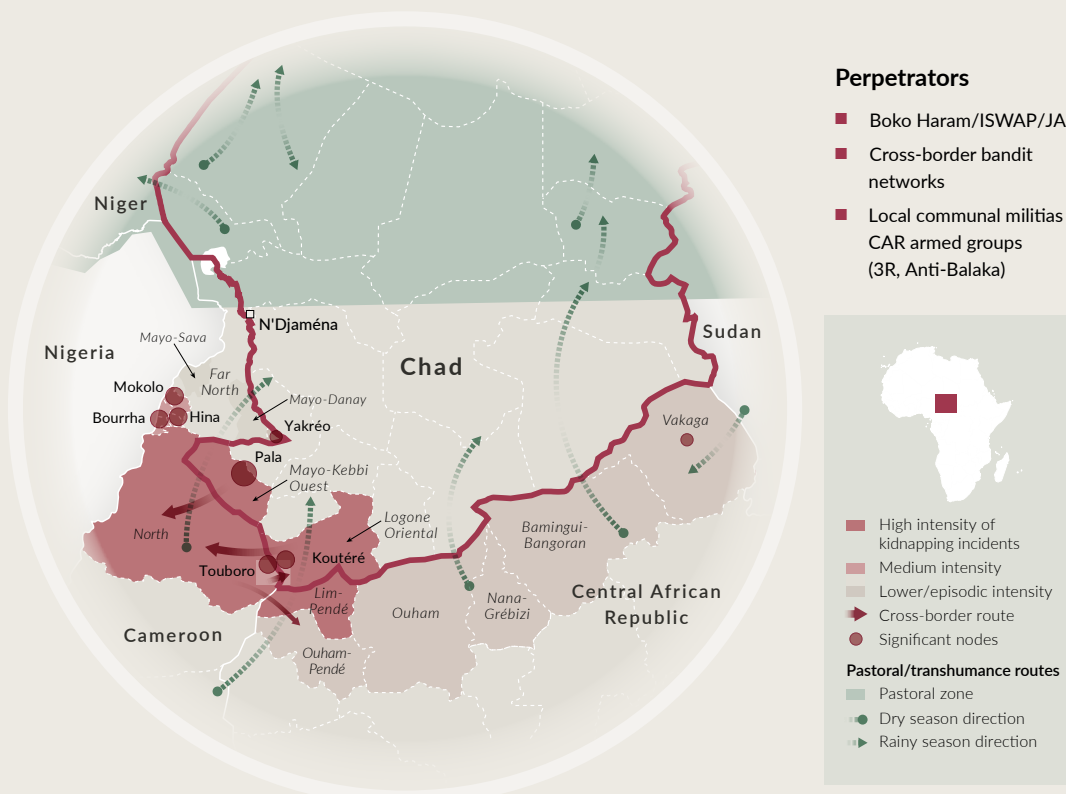 Niger
Nigeria
Mayo-Sava
Far
North
Mokolo
Bourrha
Hina
N'Djaména
Chad
Sudan
Mayo-Danay
Yakréo
Pala
Mayo-Kebbi
Ouest
Vakaga
Logone
Oriental
North
Koutéré
Touboro
Bamingui-
Bangoran
Lim-
Pendé
Ouham
Nana-
Grébizi
Central African
Republic
Cameroon
Ouham-
Pendé
Perpetrators
Boko Haram/ISWAP/JA
Cross-border bandit
networks
Local communal militias
CAR armed groups
(3R, Anti-Balaka)
High intensity of
kidnapping incidents
Medium intensity
Lower/episodic intensity
Cross-border route
Significant nodes
Pastoral/transhumance routes
Pastoral zone
Dry season direction
Rainy season direction